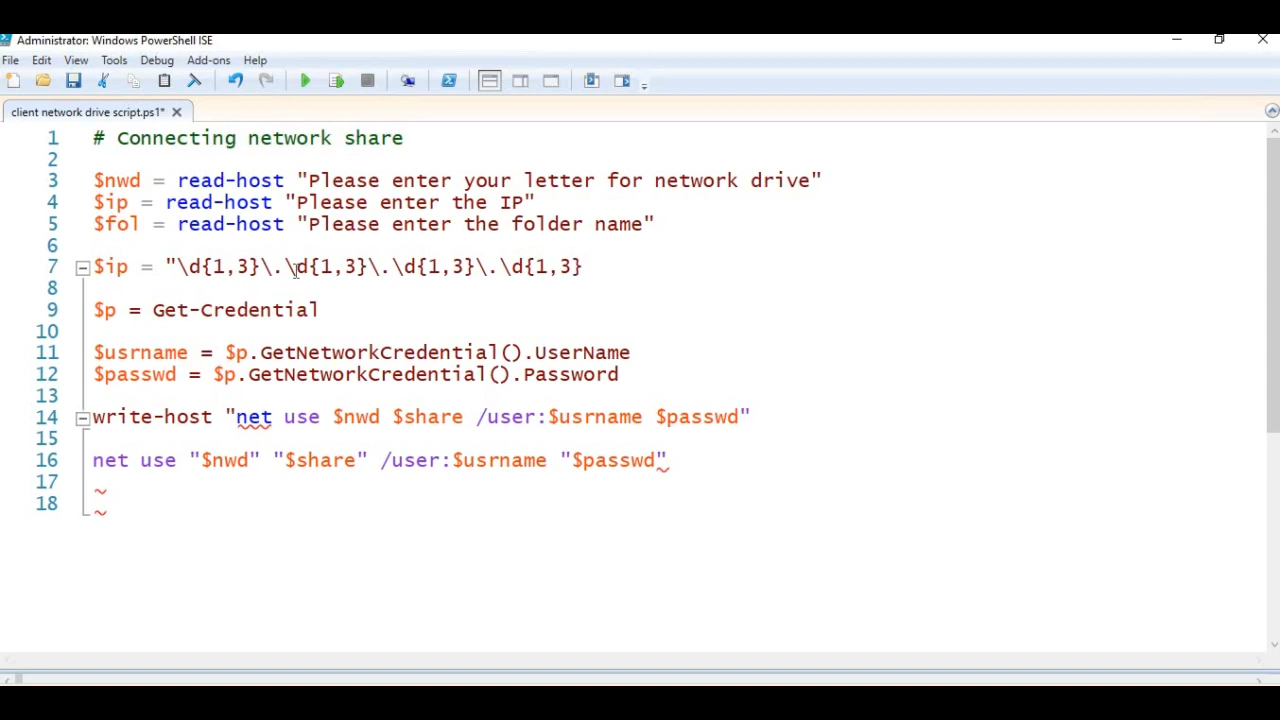 Administrator: Windows PowerShell ISE
File Edit View Tools Debug Add-ons Help
client network drive script.ps1*
1 # Connecting network share
2
3 $nwd = read-host "Please enter your letter for network drive"
4 $ip = read-host "Please enter the IP"
5 $fol = read-host "Please enter the folder name"
6
7 $ip = "\d{1,3}\.\d{1,3}\.\d{1,3}\.\d{1,3}
8
9 $p = Get-Credential
10
11 $usrname = $p.GetNetworkCredential().UserName
12 $passwd = $p.GetNetworkCredential().Password
13
14 write-host "net use $nwd $share /user:$usrname $passwd"
15
16 net use "$nwd" "$share" /user:$usrname "$passwd"
17
18